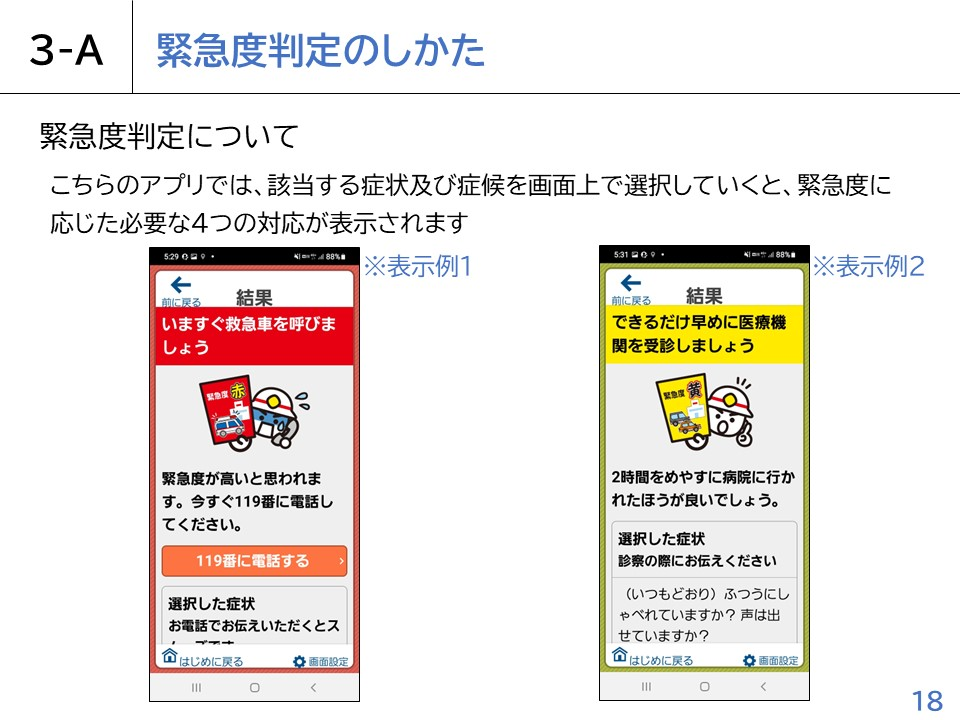 3-A
緊急度判定のしかた
緊急度判定について
こちらのアプリでは、該当する症状及び症候を画面上で選択していくと、緊急度に
応じた必要な4つの対応が表示されます
※表示例1
5:29
88%
前に戻る
結果
いますぐ救急車を呼びま
しょう
緊急度 赤
緊急度が高いと思われま
す。今すぐ119番に電話し
てください。
119番に電話する
選択した症状
お電話でお伝えいただくとス
はじめに戻る
画面設定
※表示例2
5:31
88%
前に戻る
結果
できるだけ早めに医療機
関を受診しましょう
緊急度 黄
2時間をめやすに病院に行か
れたほうが良いでしょう。
選択した症状
診察の際にお伝えください
（いつもどおり）ふつうにし
ゃべれていますか？ 声は出
せていますか？
はじめに戻る
画面設定
18